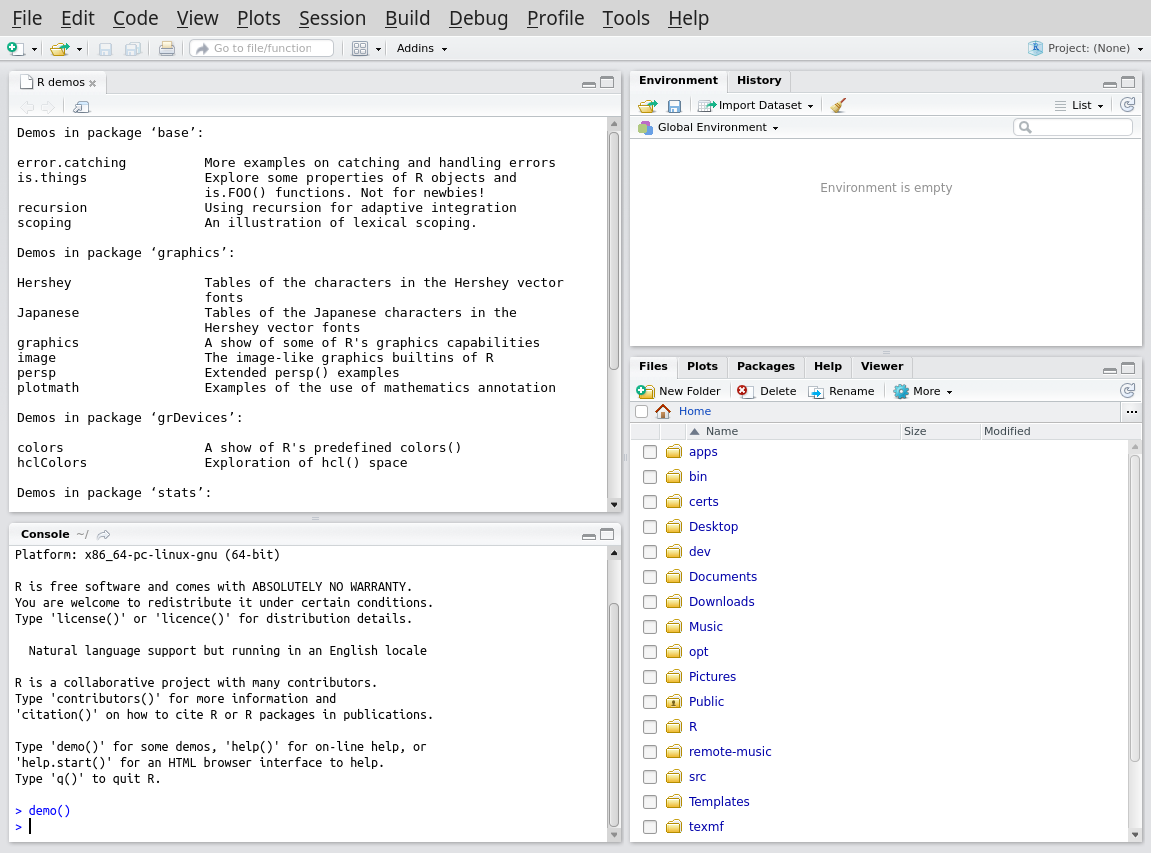 File Edit Code View Plots Session Build Debug Profile Tools Help
Go to file/function Addins Project: (None)
R demos
Demos in package ‘base’:
error.catching More examples on catching and handling errors
is.things Explore some properties of R objects and
is.FOO() functions. Not for newbies!
recursion Using recursion for adaptive integration
scoping An illustration of lexical scoping.
Demos in package ‘graphics’:
Hershey Tables of the characters in the Hershey vector
fonts
Japanese Tables of the Japanese characters in the
Hershey vector fonts
graphics A show of some of R's graphics capabilities
image The image-like graphics builtins of R
persp Extended persp() examples
plotmath Examples of the use of mathematics annotation
Demos in package ‘grDevices’:
colors A show of R's predefined colors()
hclColors Exploration of hcl() space
Demos in package ‘stats’:
Console ~/
Platform: x86_64-pc-linux-gnu (64-bit)
R is free software and comes with ABSOLUTELY NO WARRANTY.
You are welcome to redistribute it under certain conditions.
Type 'license()' or 'licence()' for distribution details.
Natural language support but running in an English locale
R is a collaborative project with many contributors.
Type 'contributors()' for more information and
'citation()' on how to cite R or R packages in publications.
Type 'demo()' for some demos, 'help()' for on-line help, or
'help.start()' for an HTML browser interface to help.
Type 'q()' to quit R.
> demo()
>
Environment History
Import Dataset List
Global Environment
Environment is empty
Files Plots Packages Help Viewer
New Folder Delete Rename More
Home ...
Name Size Modified
apps
bin
certs
Desktop
dev
Documents
Downloads
Music
opt
Pictures
Public
R
remote-music
src
Templates
texmf